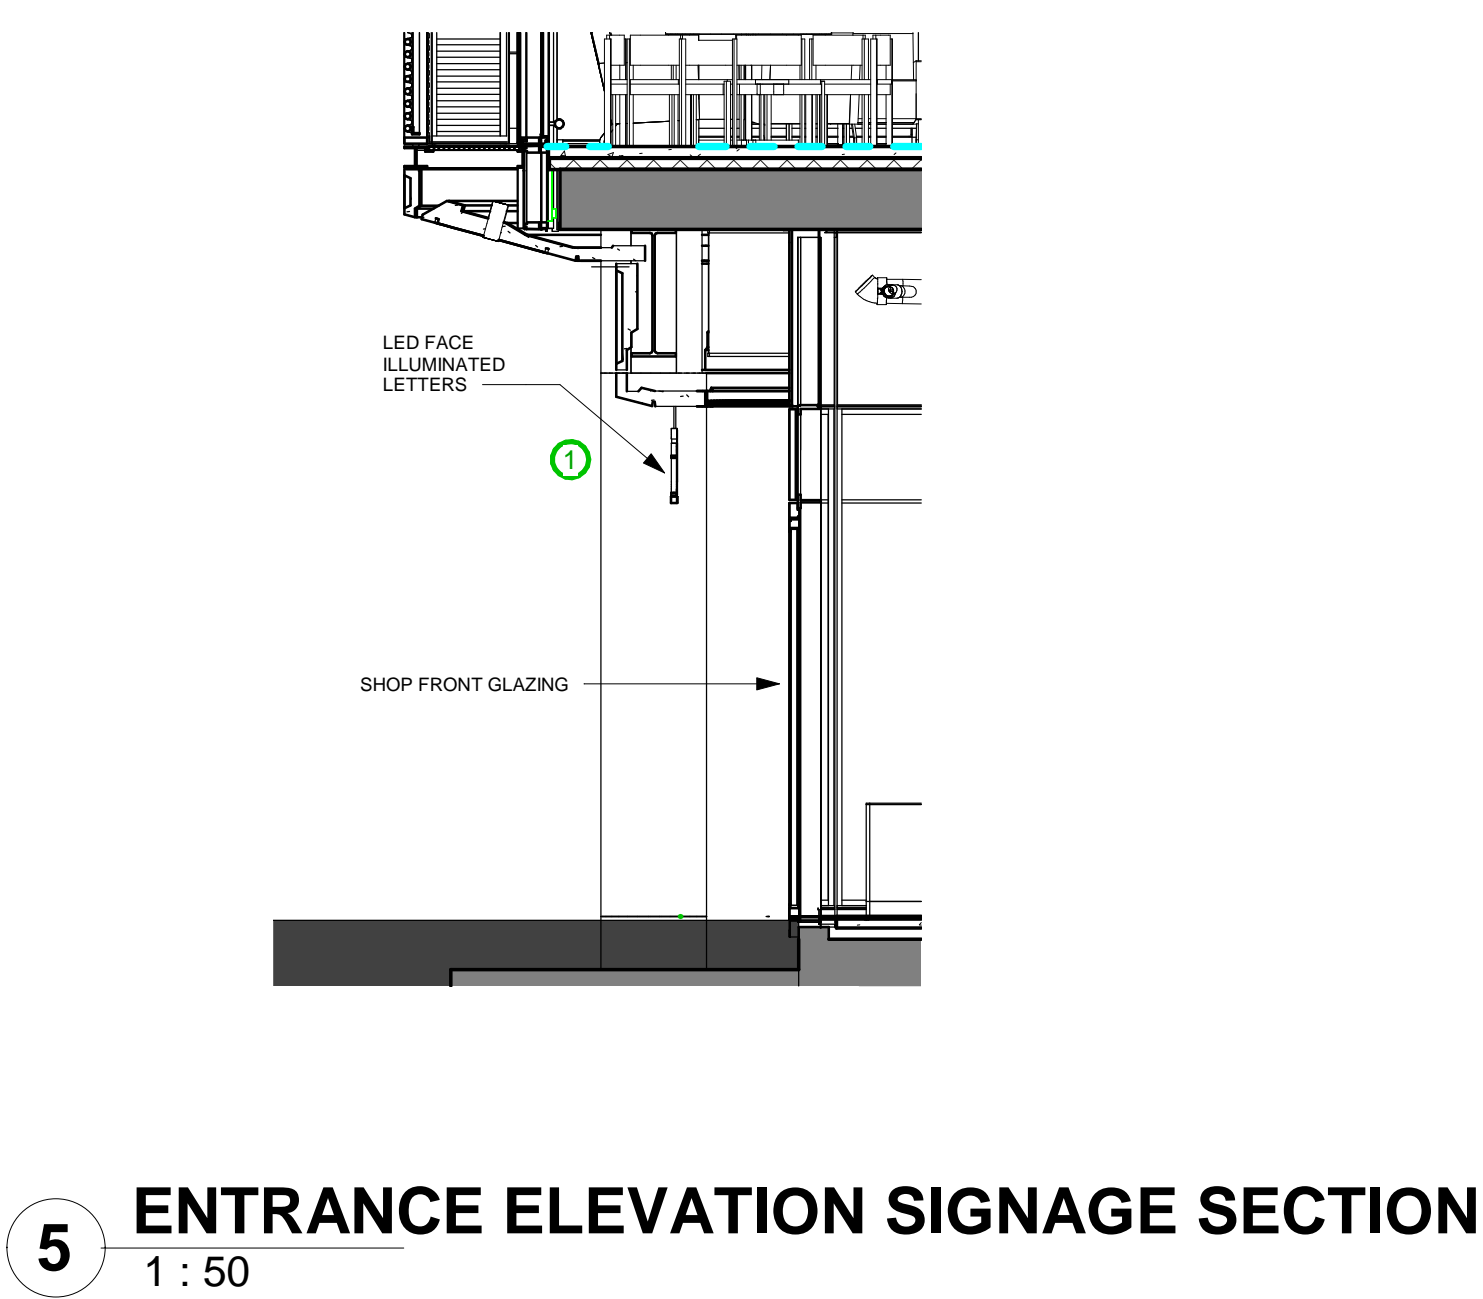 LED FACE
ILLUMINATED
LETTERS
1
SHOP FRONT GLAZING
5
ENTRANCE ELEVATION SIGNAGE SECTION
1 : 50